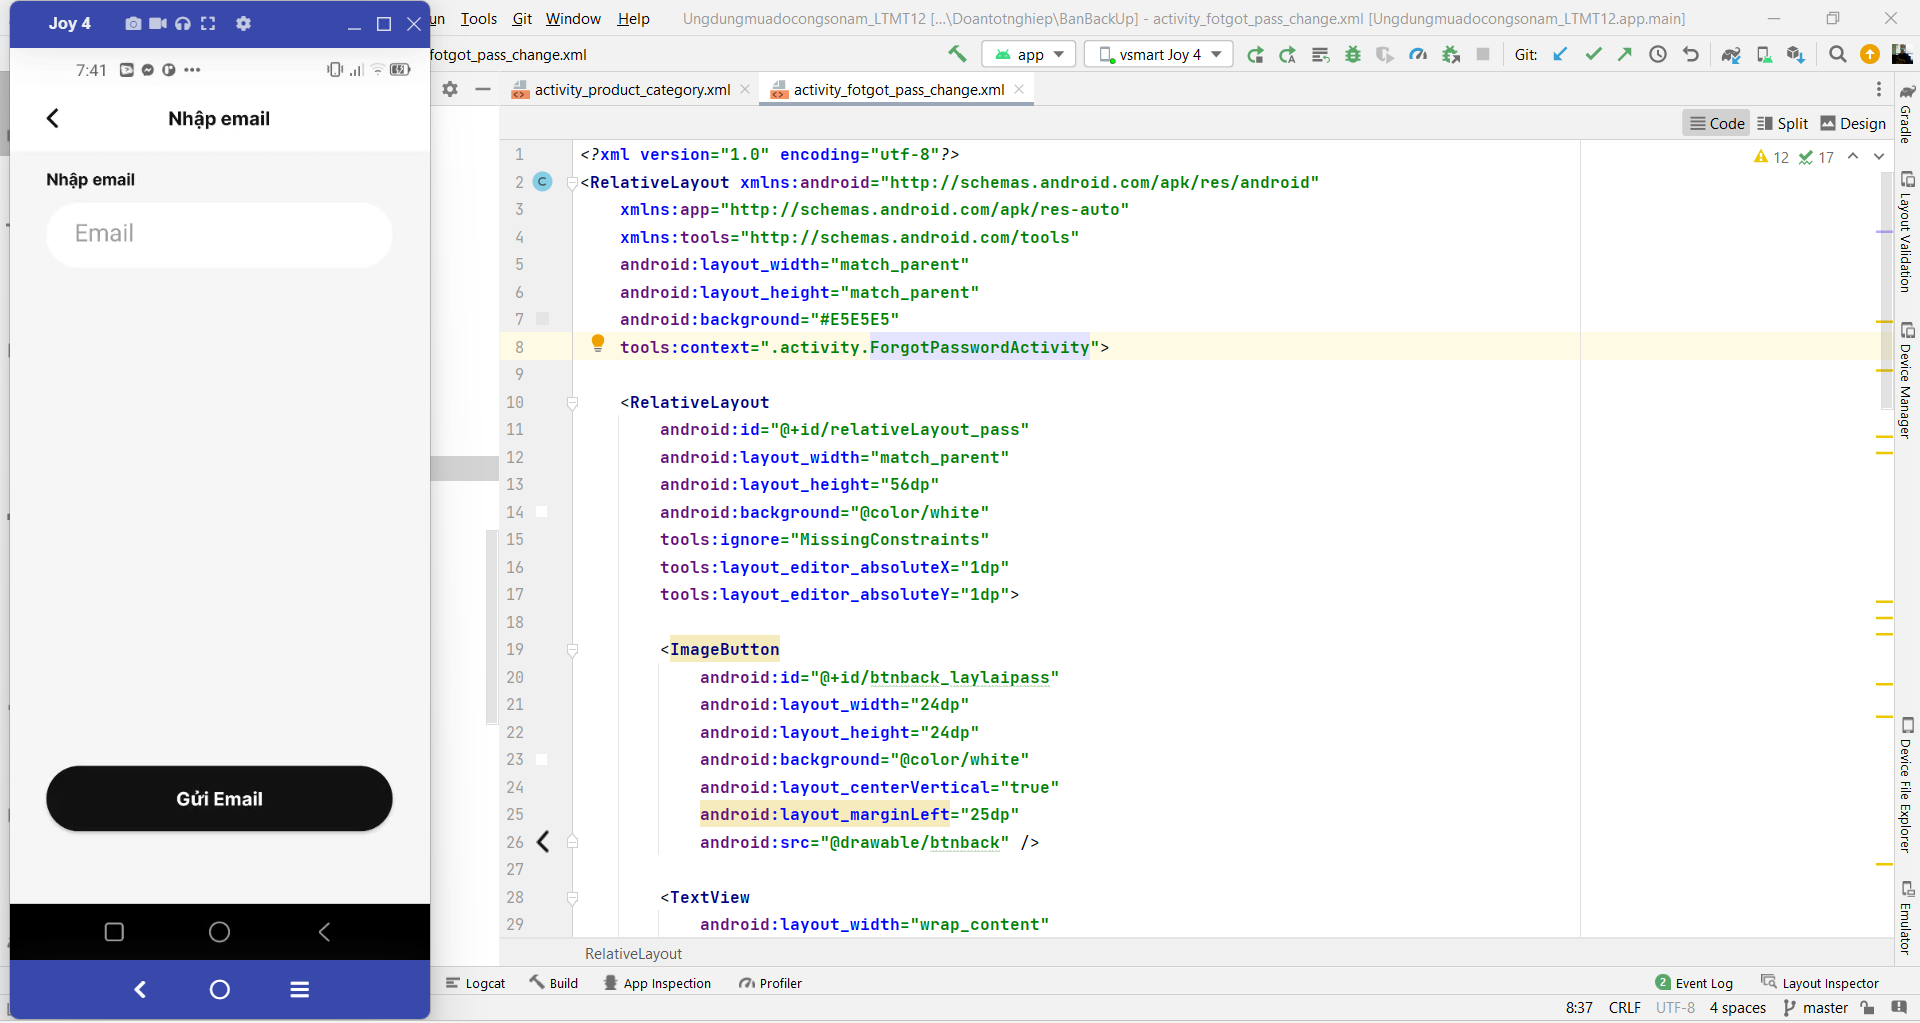 Joy 4
un Tools Git Window Help
Ungdungmuadocongsonam_LTMT12 [...\Doantotnghiep\BanBackUp] - activity_fotgot_pass_change.xml [Ungdungmuadocongsonam_LTMT12.app.main]
fotgot_pass_change.xml
app
vsmart Joy 4
Git:
activity_product_category.xml
activity_fotgot_pass_change.xml
Code Split Design
12 17
7:41
Nhập email
Nhập email
Email
Gửi Email
1 <?xml version="1.0" encoding="utf-8"?>
2 <RelativeLayout xmlns:android="http://schemas.android.com/apk/res/android"
3 xmlns:app="http://schemas.android.com/apk/res-auto"
4 xmlns:tools="http://schemas.android.com/tools"
5 android:layout_width="match_parent"
6 android:layout_height="match_parent"
7 android:background="#E5E5E5"
8 tools:context=".activity.ForgotPasswordActivity">
9
10 <RelativeLayout
11 android:id="@+id/relativeLayout_pass"
12 android:layout_width="match_parent"
13 android:layout_height="56dp"
14 android:background="@color/white"
15 tools:ignore="MissingConstraints"
16 tools:layout_editor_absoluteX="1dp"
17 tools:layout_editor_absoluteY="1dp">
18
19 <ImageButton
20 android:id="@+id/btnback_laylaipass"
21 android:layout_width="24dp"
22 android:layout_height="24dp"
23 android:background="@color/white"
24 android:layout_centerVertical="true"
25 android:layout_marginLeft="25dp"
26 android:src="@drawable/btnback" />
27
28 <TextView
29 android:layout_width="wrap_content"
RelativeLayout
Gradle
Layout Validation
Device Manager
Device File Explorer
Emulator
Logcat Build App Inspection Profiler
2 Event Log Layout Inspector
8:37 CRLF UTF-8 4 spaces master